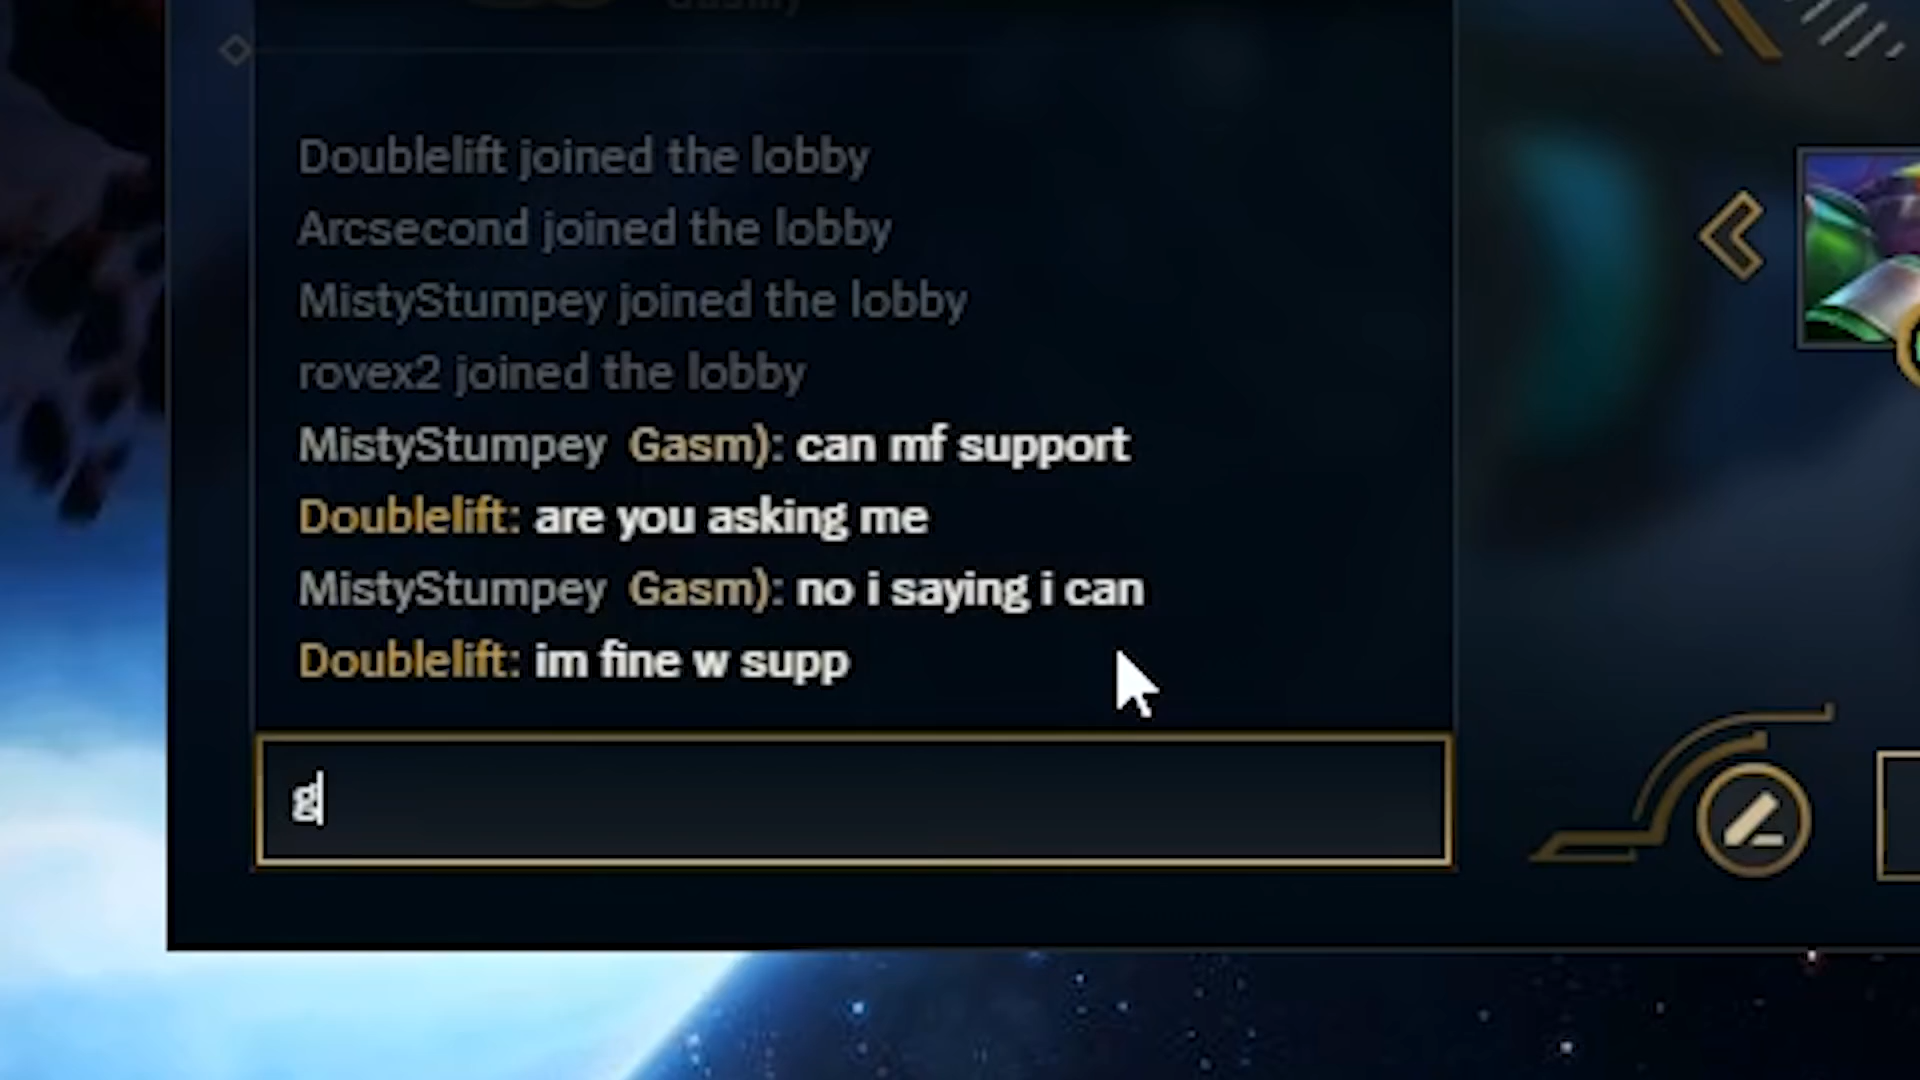 Gasm)
Doublelift joined the lobby
Arcsecond joined the lobby
MistyStumpey joined the lobby
rovex2 joined the lobby
MistyStumpey Gasm): can mf support
Doublelift: are you asking me
MistyStumpey Gasm): no i saying i can
Doublelift: im fine w supp
g